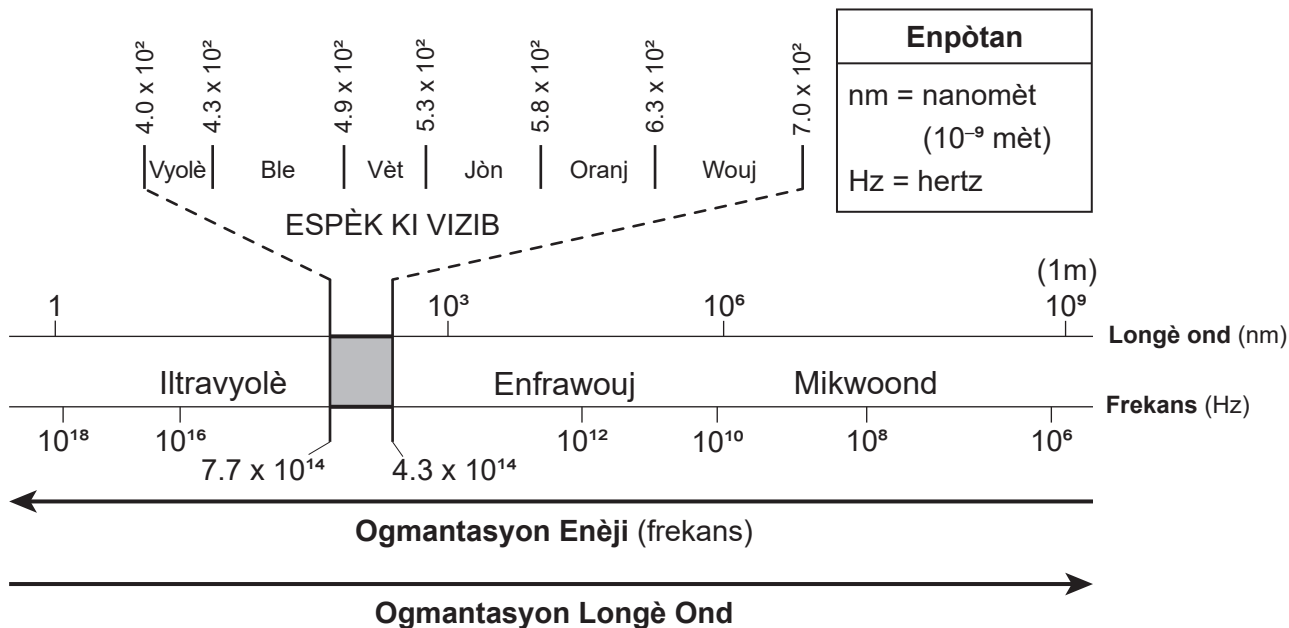 4.0 x 10²
4.3 x 10²
4.9 x 10²
5.3 x 10²
5.8 x 10²
6.3 x 10²
7.0 x 10²
Vyolè Ble Vèt Jòn Oranj Wouj
ESPÈK KI VIZIB
Enpòtan
nm = nanomèt
(10⁻⁹ mèt)
Hz = hertz
(1m)
1 10³ 10⁶ 10⁹
Longè ond (nm)
Iltravyolè Enfrawouj Mikwoond
Frekans (Hz)
10¹⁸ 10¹⁶ 10¹² 10¹⁰ 10⁸ 10⁶
7.7 x 10¹⁴ 4.3 x 10¹⁴
Ogmantasyon Enèji (frekans)
Ogmantasyon Longè Ond